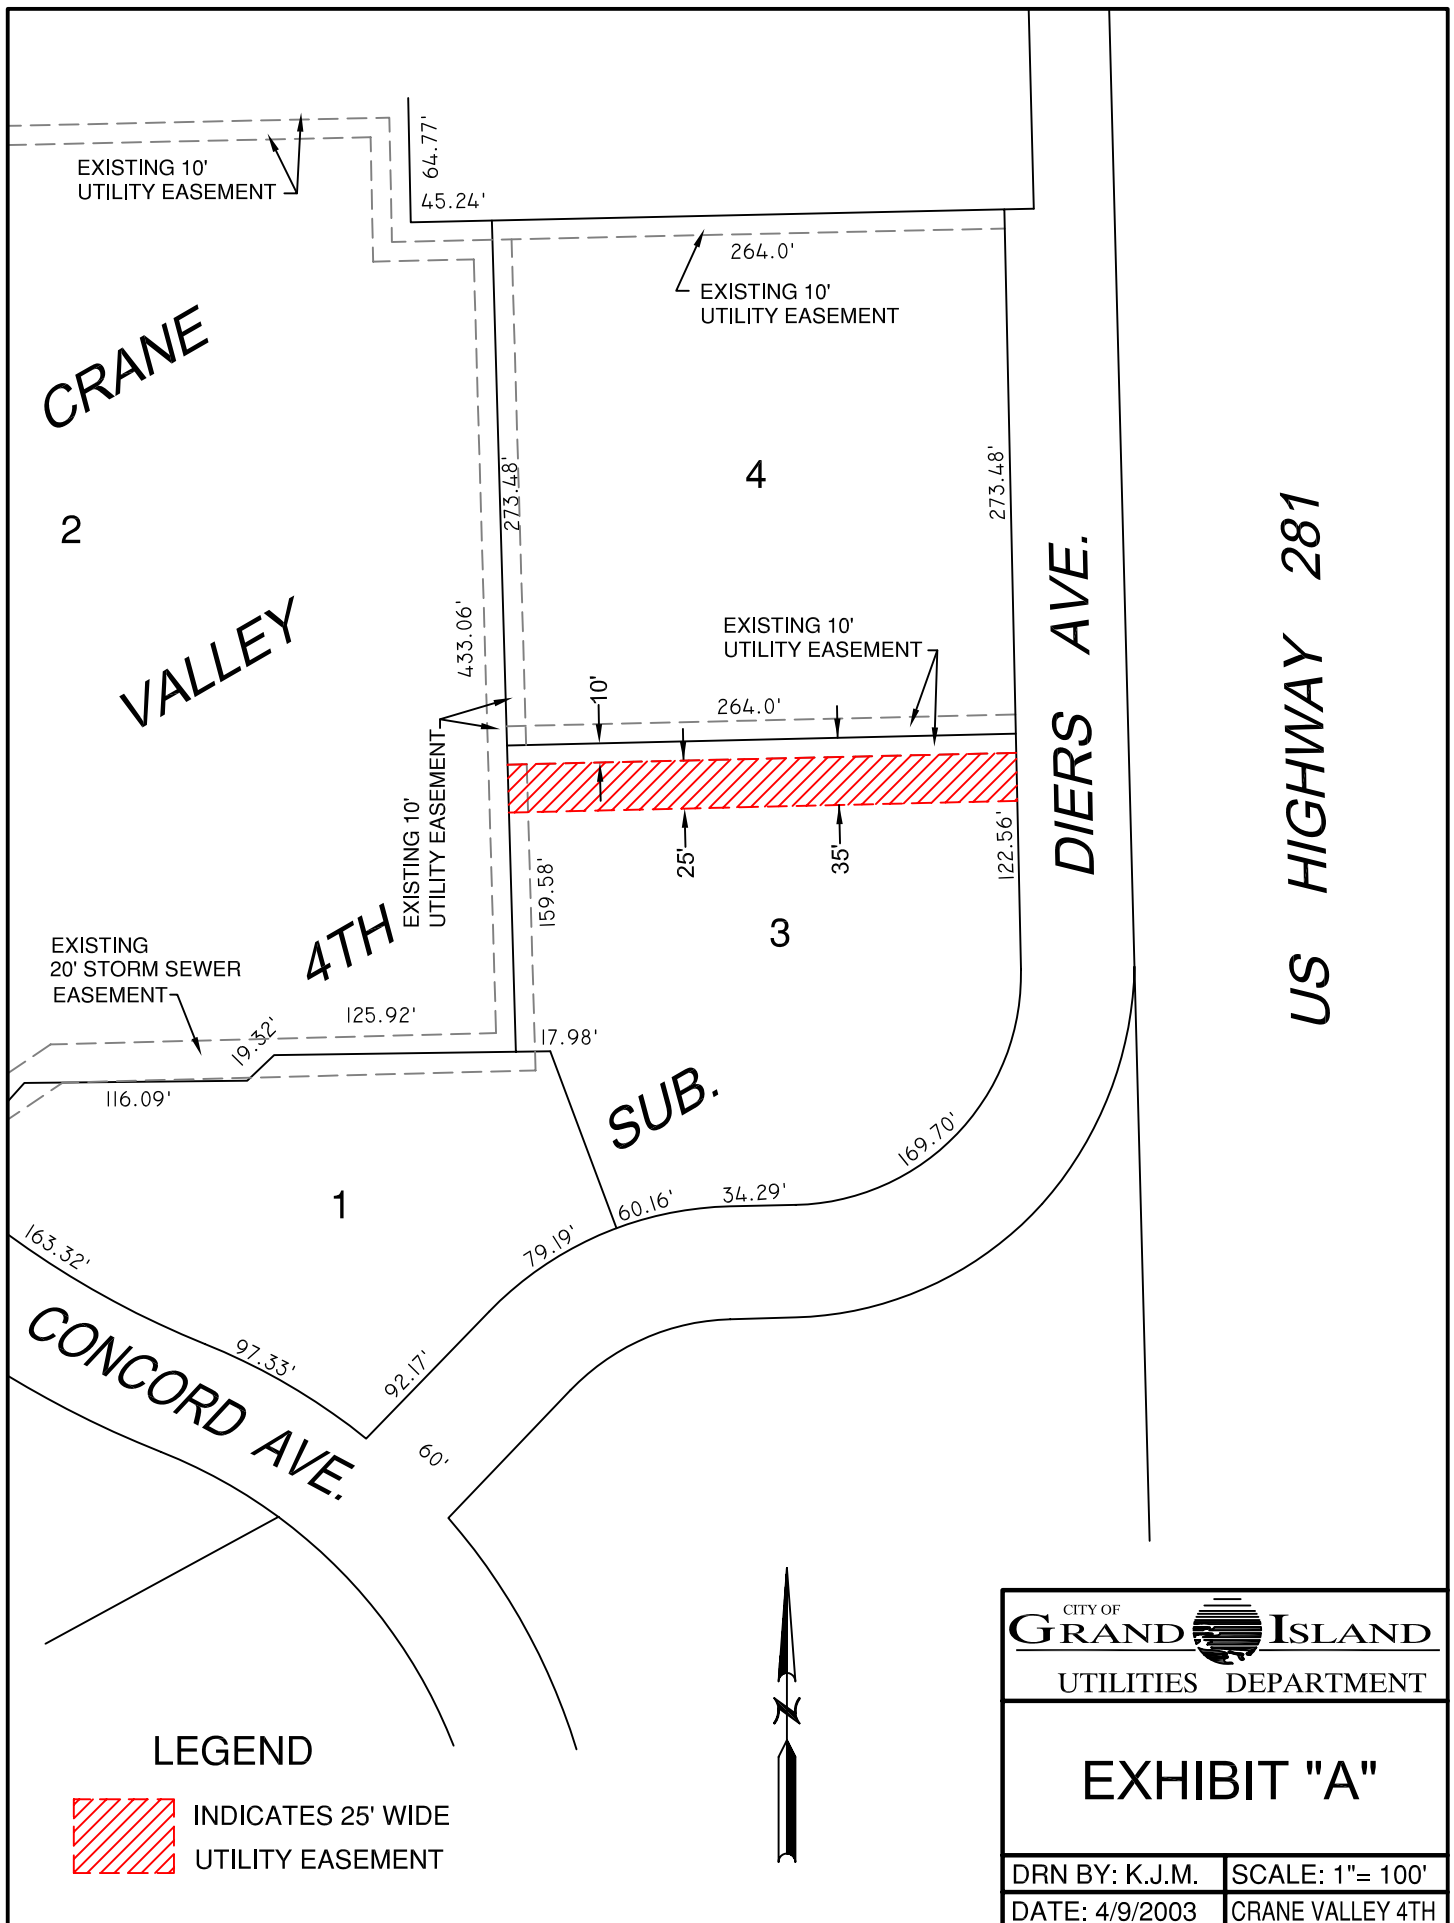 64.77'
EXISTING 10'
UTILITY EASEMENT
45.24'
264.0'
EXISTING 10'
UTILITY EASEMENT
CRANE
273.48'
4
273.48'
2
US HIGHWAY 281
DIERS AVE.
433.06'
VALLEY
EXISTING 10'
UTILITY EASEMENT
10'
264.0'
EXISTING 10'
UTILITY EASEMENT
25'
35'
122.56'
159.58'
3
4TH
EXISTING
20' STORM SEWER
EASEMENT
125.92'
19.32'
17.98'
116.09'
SUB.
169.70'
1
60.16'
34.29'
79.19'
163.32'
97.33'
92.17'
CONCORD AVE.
60'
N
LEGEND
INDICATES 25' WIDE
UTILITY EASEMENT
CITY OF
GRAND ISLAND
UTILITIES DEPARTMENT
EXHIBIT "A"
DRN BY: K.J.M.
SCALE: 1"= 100'
DATE: 4/9/2003
CRANE VALLEY 4TH